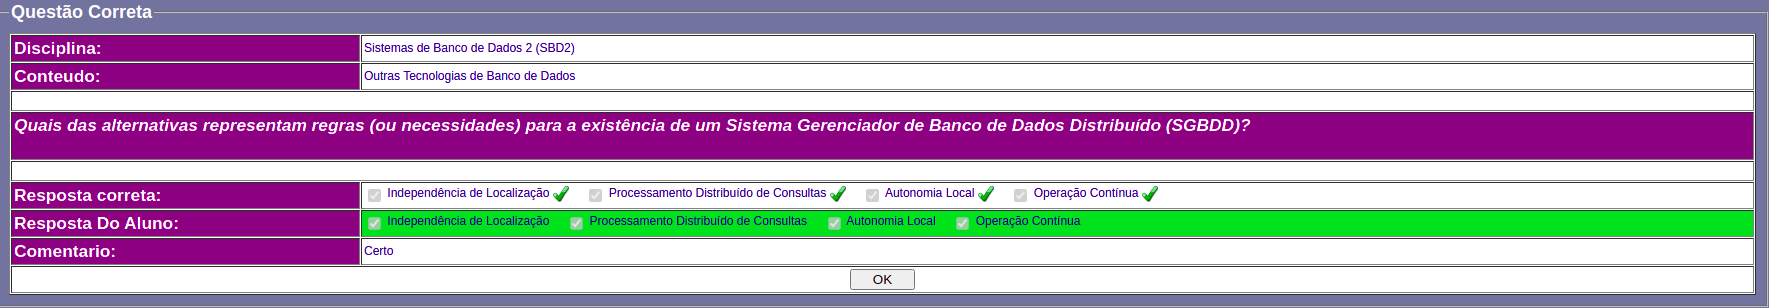 Questão Correta
Disciplina: Sistemas de Banco de Dados 2 (SBD2)
Conteudo: Outras Tecnologias de Banco de Dados
Quais das alternativas representam regras (ou necessidades) para a existência de um Sistema Gerenciador de Banco de Dados Distribuído (SGBDD)?
Resposta correta: Independência de Localização Processamento Distribuído de Consultas Autonomia Local Operação Contínua
Resposta Do Aluno: Independência de Localização Processamento Distribuído de Consultas Autonomia Local Operação Contínua
Comentario: Certo
OK